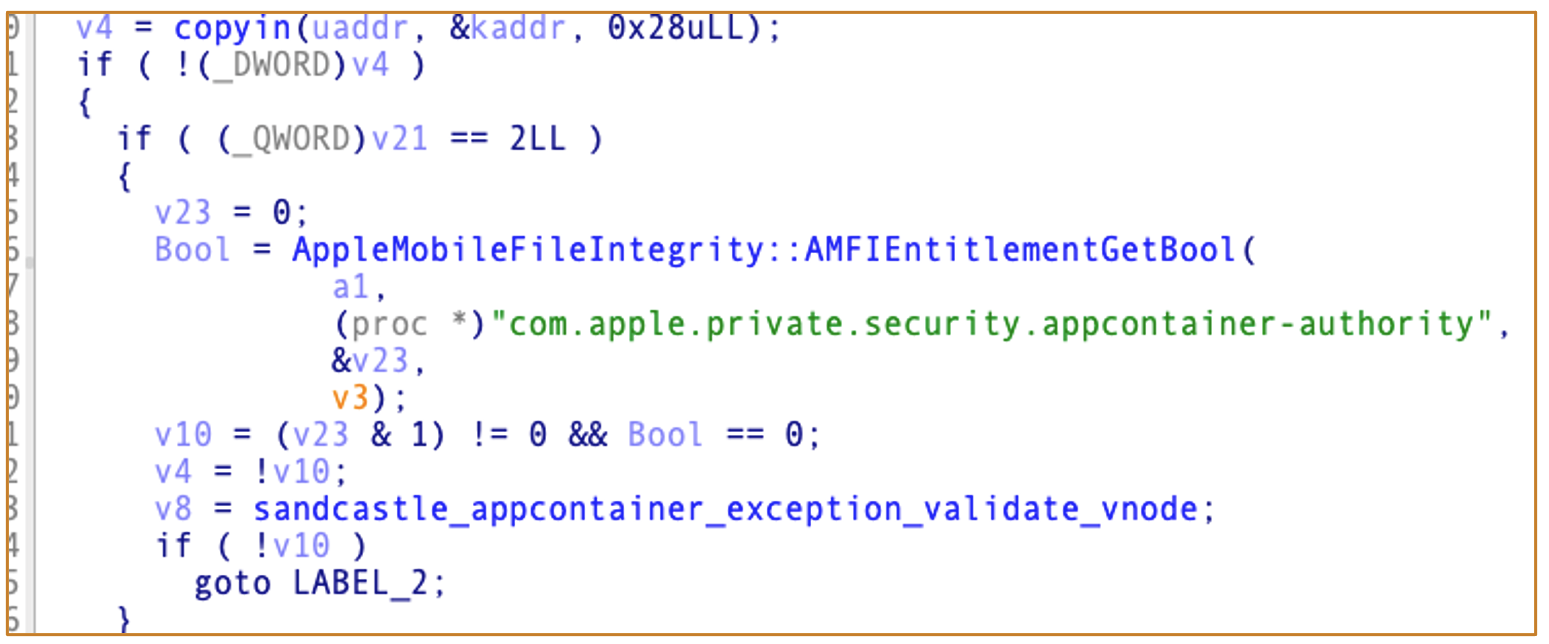 0 v4 = copyin(uaddr, &kaddr, 0x28uLL);
1 if ( !(_DWORD)v4 )
2 {
3 if ( (_QWORD)v21 == 2LL )
4 {
5 v23 = 0;
6 Bool = AppleMobileFileIntegrity::AMFIEntitlementGetBool(
7 a1,
8 (proc *)"com.apple.private.security.appcontainer-authority",
9 &v23,
0 v3);
1 v10 = (v23 & 1) != 0 && Bool == 0;
2 v4 = !v10;
3 v8 = sandcastle_appcontainer_exception_validate_vnode;
4 if ( !v10 )
5 goto LABEL_2;
6 }